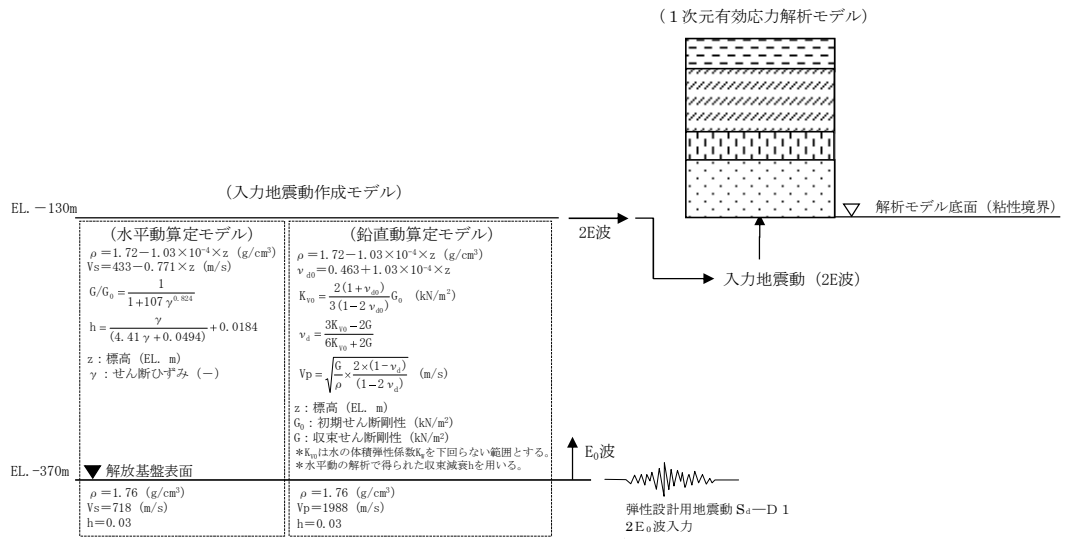 （１次元有効応力解析モデル）
（入力地震動作成モデル）
EL.－130m
解析モデル底面（粘性境界）
2E波
入力地震動（2E波）
（水平動算定モデル）
ρ＝1.72－1.03×10⁻⁴×z（g/cm³）
Vs＝433－0.771×z（m/s）
G/G₀＝1/(1＋107γ^0.824)
h＝γ/(4.41γ＋0.0494)＋0.0184
z：標高（EL. m）
γ：せん断ひずみ（－）
（鉛直動算定モデル）
ρ＝1.72－1.03×10⁻⁴×z（g/cm³）
ν_d0＝0.463＋1.03×10⁻⁴×z
K_V0＝2(1＋ν_d0)/3(1－2ν_d0) G₀（kN/m²）
ν_d＝(3K_V0－2G)/(6K_V0＋2G)
Vp＝√(G/ρ×2×(1－ν_d)/(1－2ν_d))（m/s）
z：標高（EL. m）
G₀：初期せん断剛性（kN/m²）
G：収束せん断剛性（kN/m²）
＊K_V0は水の体積弾性係数K_wを下回らない範囲とする。
＊水平動の解析で得られた収束減衰hを用いる。
E₀波
EL.-370m
解放基盤表面
ρ＝1.76（g/cm³）
Vs＝718（m/s）
h＝0.03
ρ＝1.76（g/cm³）
Vp＝1988（m/s）
h＝0.03
弾性設計用地震動Sd―D１
２E₀波入力